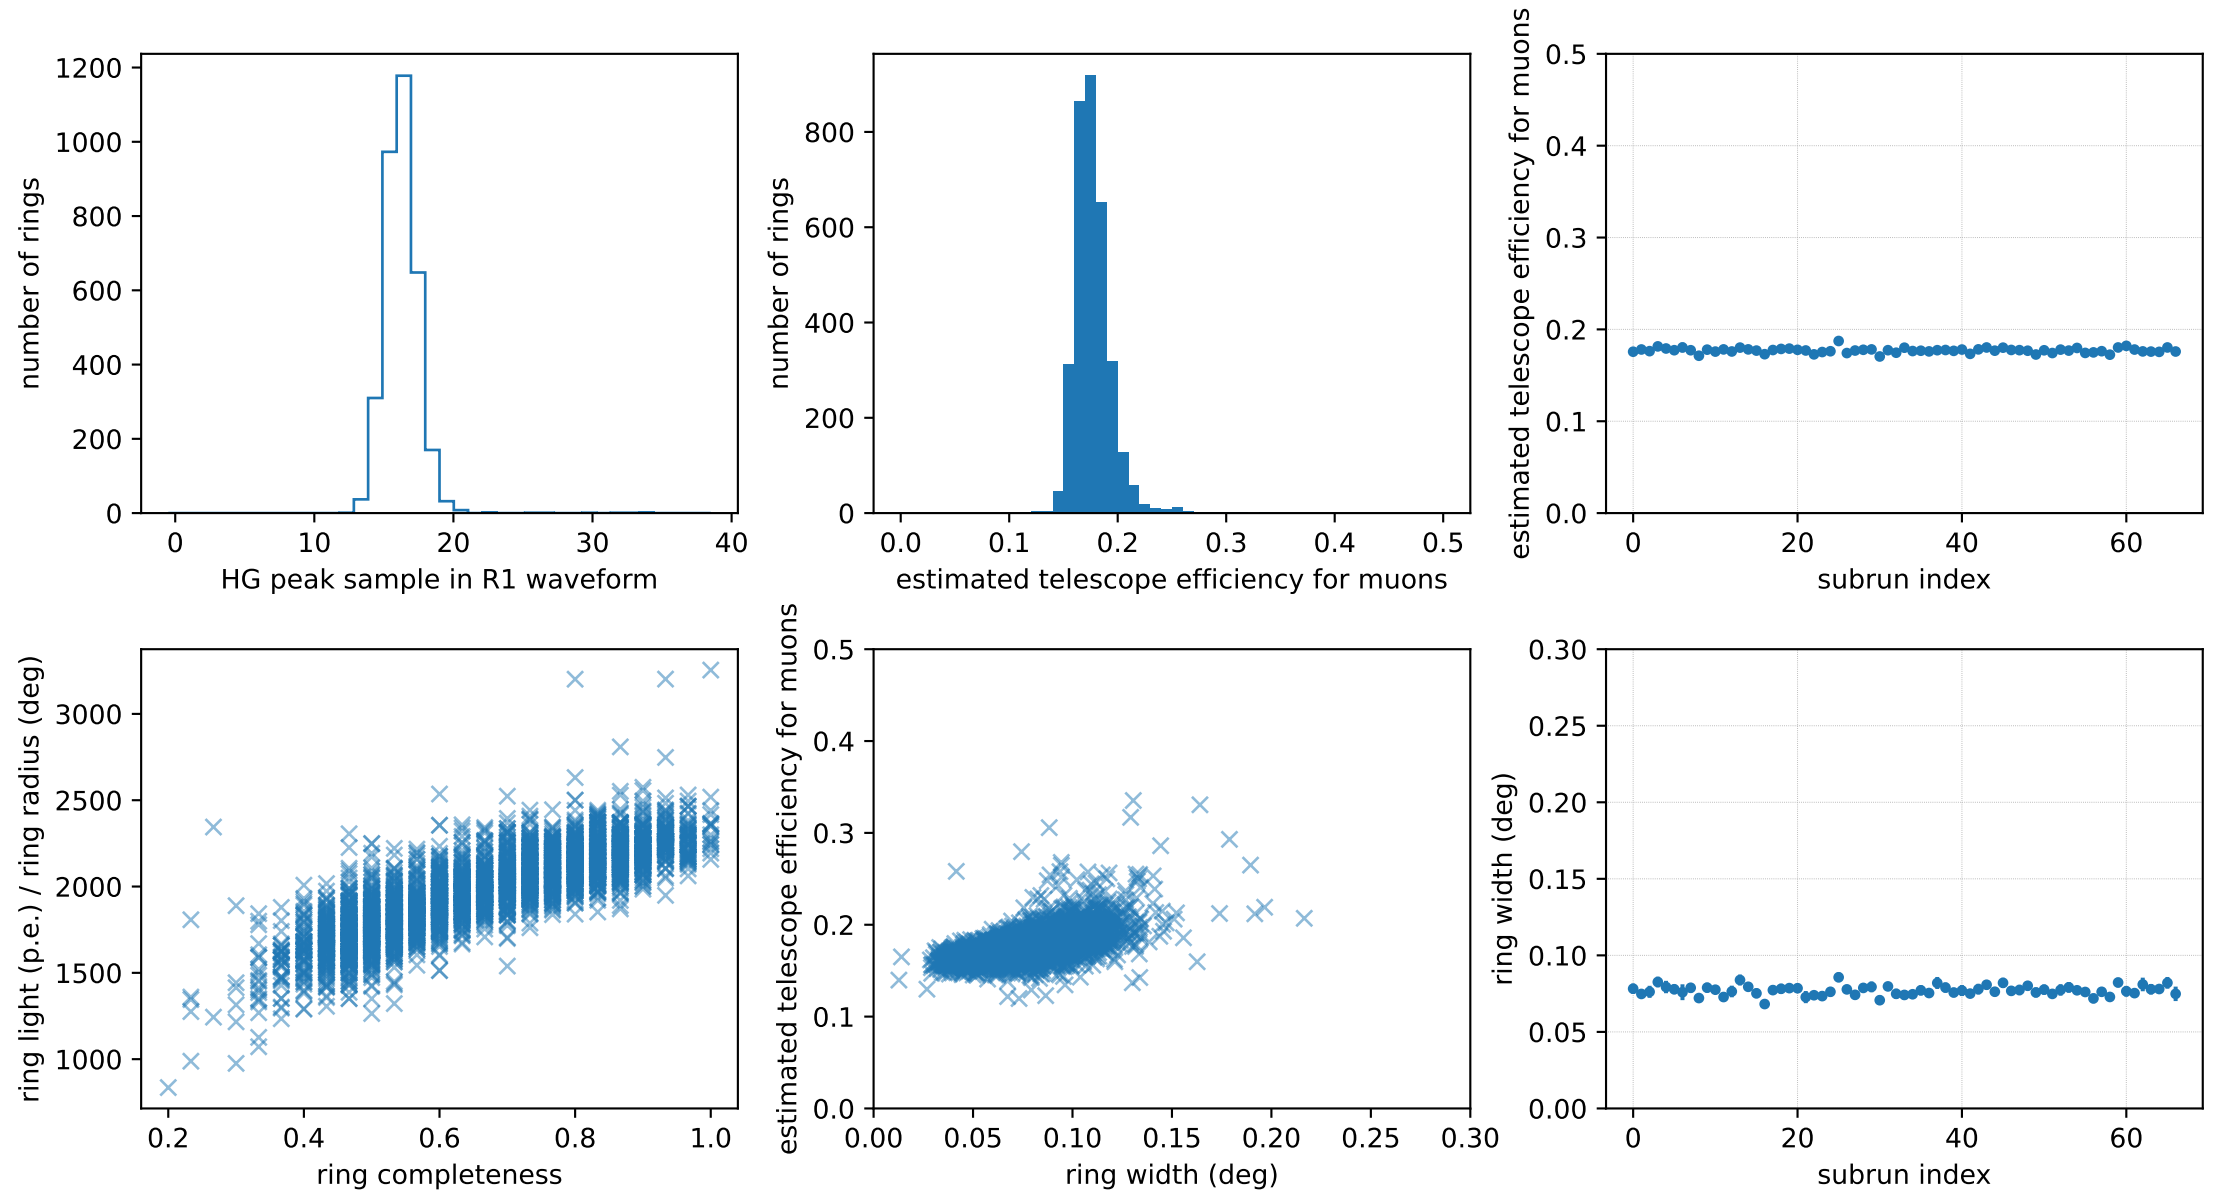 number of rings
1200
1000
800
600
400
200
0
0 10 20 30 40
HG peak sample in R1 waveform
number of rings
800
600
400
200
0
0.0 0.1 0.2 0.3 0.4 0.5
estimated telescope efficiency for muons
estimated telescope efficiency for muons
0.5
0.4
0.3
0.2
0.1
0.0
0 20 40 60
subrun index
ring light (p.e.) / ring radius (deg)
3000
2500
2000
1500
1000
0.2 0.4 0.6 0.8 1.0
ring completeness
estimated telescope efficiency for muons
0.5
0.4
0.3
0.2
0.1
0.0
0.00 0.05 0.10 0.15 0.20 0.25 0.30
ring width (deg)
ring width (deg)
0.30
0.25
0.20
0.15
0.10
0.05
0.00
0 20 40 60
subrun index